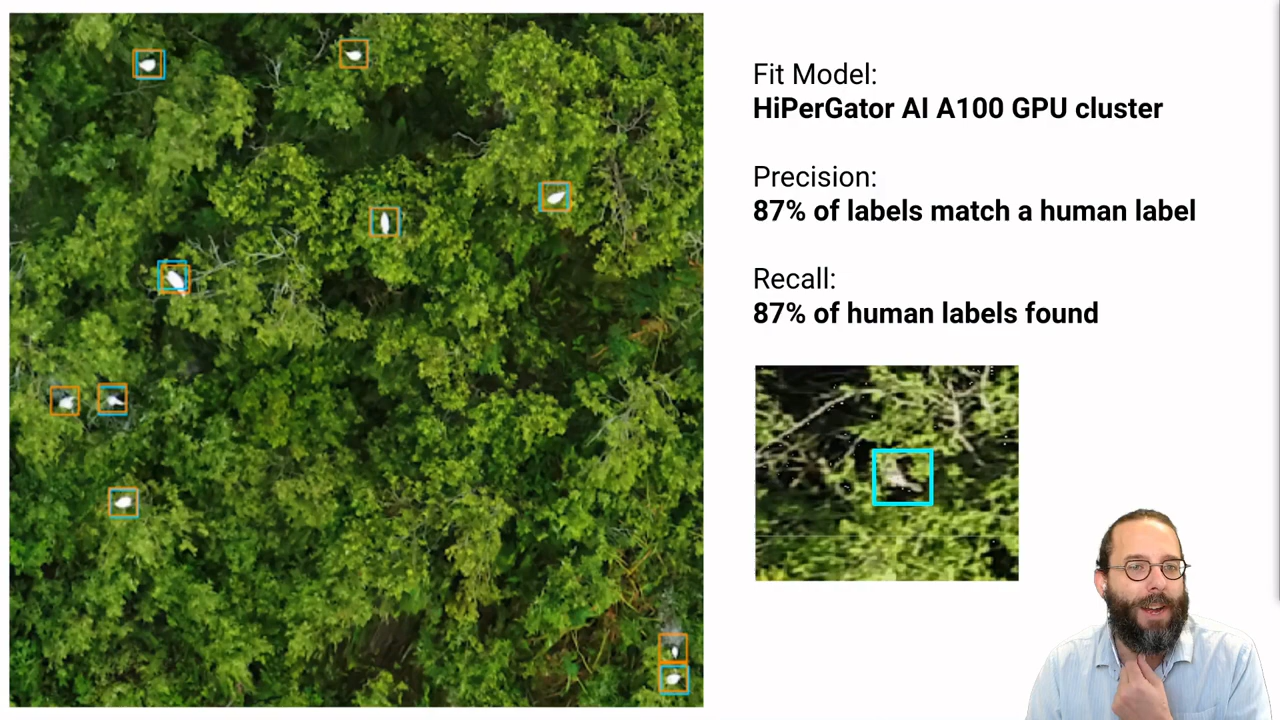 Fit Model:
HiPerGator AI A100 GPU cluster
Precision:
87% of labels match a human label
Recall:
87% of human labels found